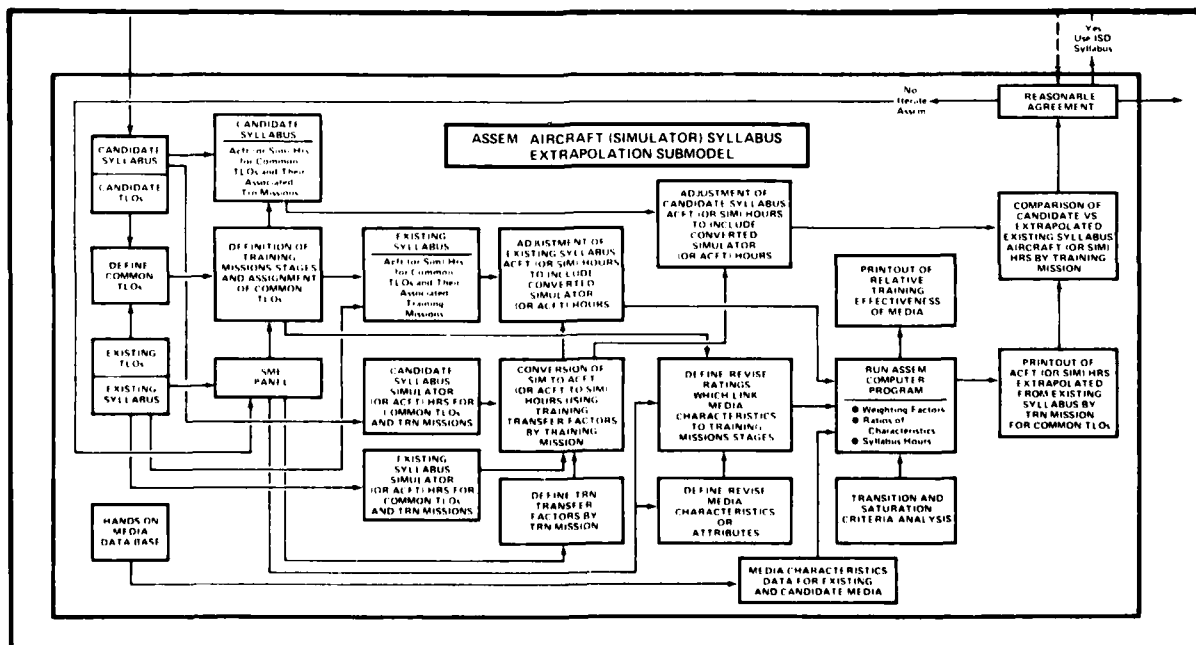 Yes
Use ISD
Syllabus
No
Iterate
Assem
REASONABLE
AGREEMENT
ASSEM AIRCRAFT (SIMULATOR) SYLLABUS
EXTRAPOLATION SUBMODEL
CANDIDATE
SYLLABUS
CANDIDATE
TLOs
CANDIDATE
SYLLABUS
Acft (or Sim) Hrs
for Common
TLOs and Their
Associated
Trn Missions
ADJUSTMENT OF
CANDIDATE SYLLABUS
ACFT (OR SIM) HOURS
TO INCLUDE
CONVERTED
SIMULATOR
(OR ACFT) HOURS
COMPARISON OF
CANDIDATE VS
EXTRAPOLATED
EXISTING SYLLABUS
AIRCRAFT (OR SIM)
HRS BY TRAINING
MISSION
DEFINE
COMMON
TLOs
DEFINITION OF
TRAINING
MISSIONS STAGES
AND ASSIGNMENT
OF COMMON
TLOs
EXISTING
SYLLABUS
Acft (or Sim) Hrs
for Common
TLOs and Their
Associated
Training
Missions
ADJUSTMENT OF
EXISTING SYLLABUS
ACFT (OR SIM) HOURS
TO INCLUDE
CONVERTED
SIMULATOR
(OR ACFT) HOURS
PRINTOUT OF
RELATIVE
TRAINING
EFFECTIVENESS
OF MEDIA
EXISTING
TLOs
EXISTING
SYLLABUS
SME
PANEL
CANDIDATE
SYLLABUS
SIMULATOR
(OR ACFT) HRS FOR
COMMON TLOs
AND TRN MISSIONS
CONVERSION OF
SIM TO ACFT
(OR ACFT TO SIM)
HOURS USING
TRAINING
TRANSFER FACTORS
BY TRAINING
MISSION
DEFINE REVISE
RATINGS
WHICH LINK
MEDIA
CHARACTERISTICS
TO TRAINING
MISSIONS STAGES
RUN ASSEM
COMPUTER
PROGRAM
● Weighting Factors
● Ratios of
Characteristics
● Syllabus Hours
PRINTOUT OF
ACFT (OR SIM) HRS
EXTRAPOLATED
FROM EXISTING
SYLLABUS BY
TRN MISSION
FOR COMMON TLOs
EXISTING
SYLLABUS
SIMULATOR
(OR ACFT) HRS FOR
COMMON TLOs
AND TRN MISSIONS
DEFINE TRN
TRANSFER
FACTORS BY
TRN MISSION
DEFINE REVISE
MEDIA
CHARACTERISTICS
OR
ATTRIBUTES
TRANSITION AND
SATURATION
CRITERIA ANALYSIS
HANDS ON
MEDIA
DATA BASE
MEDIA CHARACTERISTICS
DATA FOR EXISTING
AND CANDIDATE MEDIA